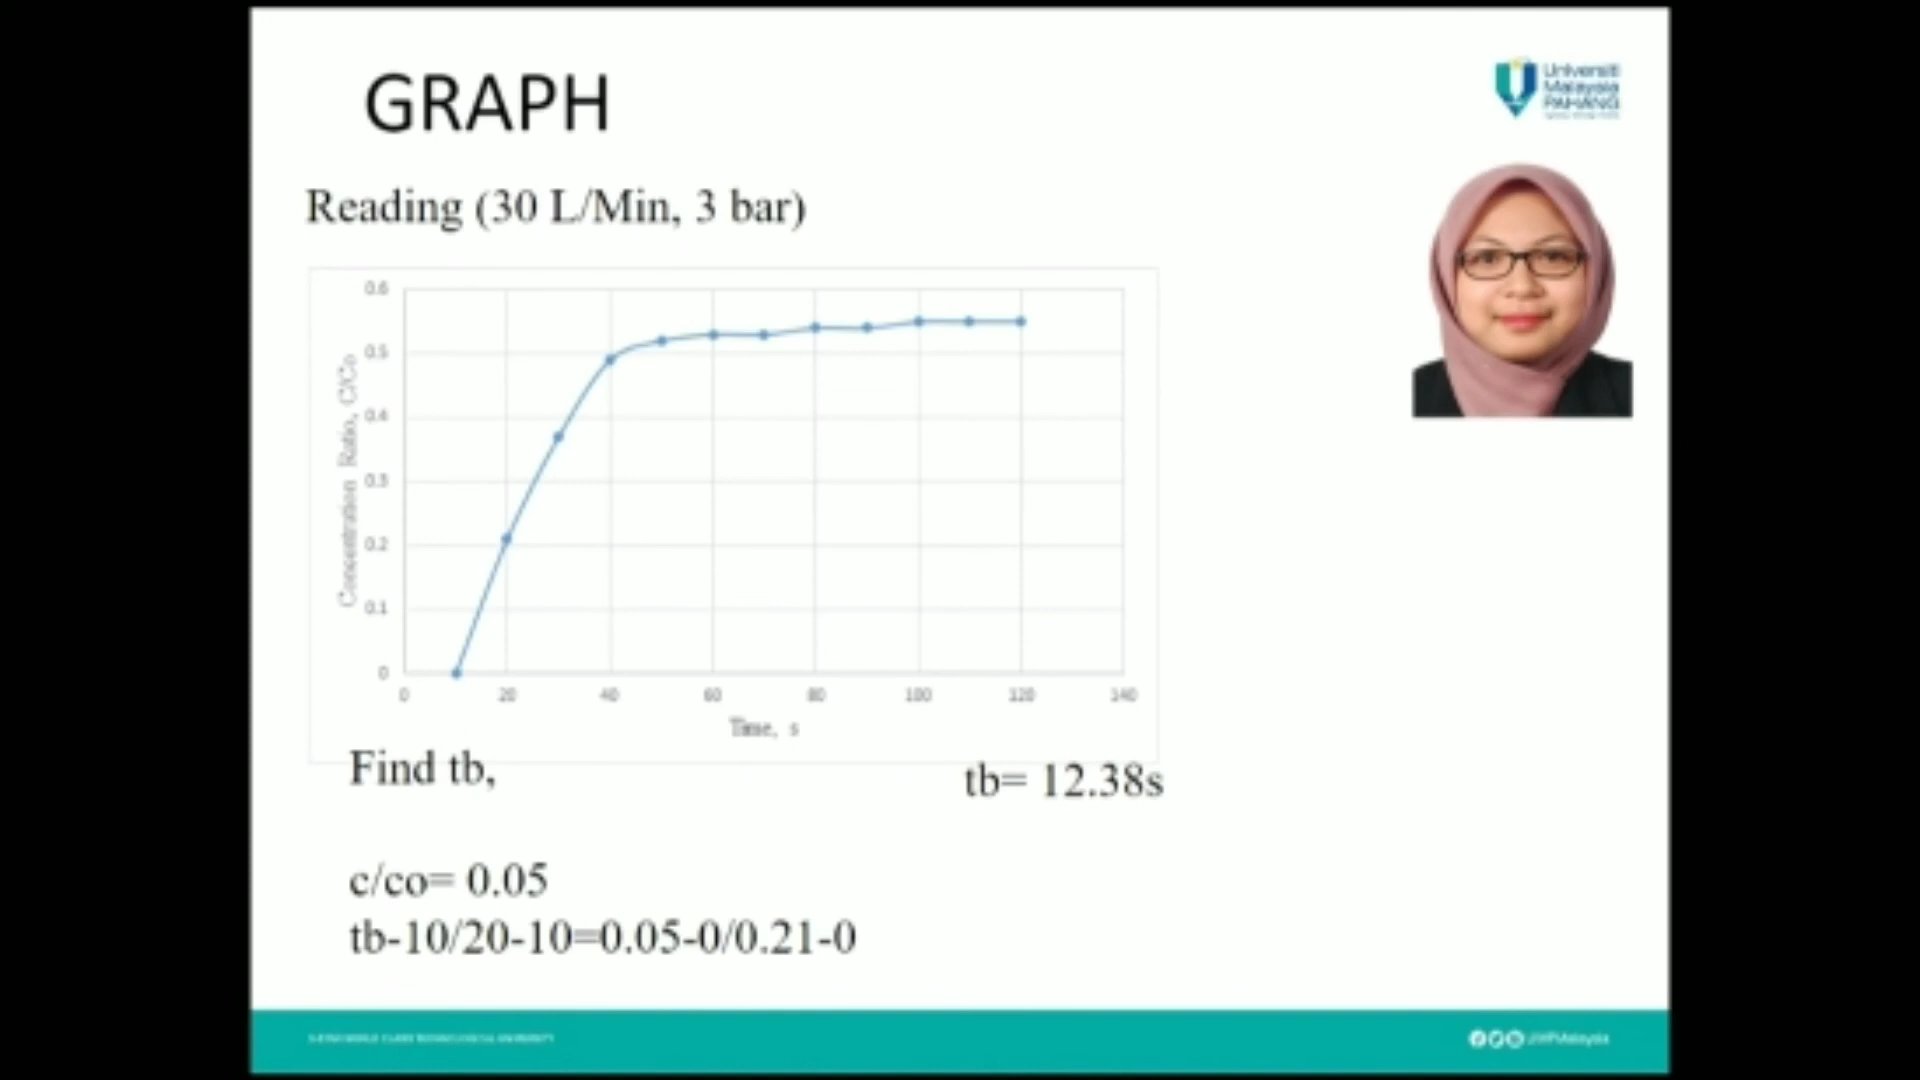 GRAPH
Universiti
Malaysia
PAHANG
Reading (30 L/Min, 3 bar)
0.6
0.5
0.4
0.3
0.2
0.1
0
Concentration Ratio, C/Co
0 20 40 60 80 100 120 140
Time, s
Find tb,
tb= 12.38s
c/co= 0.05
tb-10/20-10=0.05-0/0.21-0
UMPMalaysia